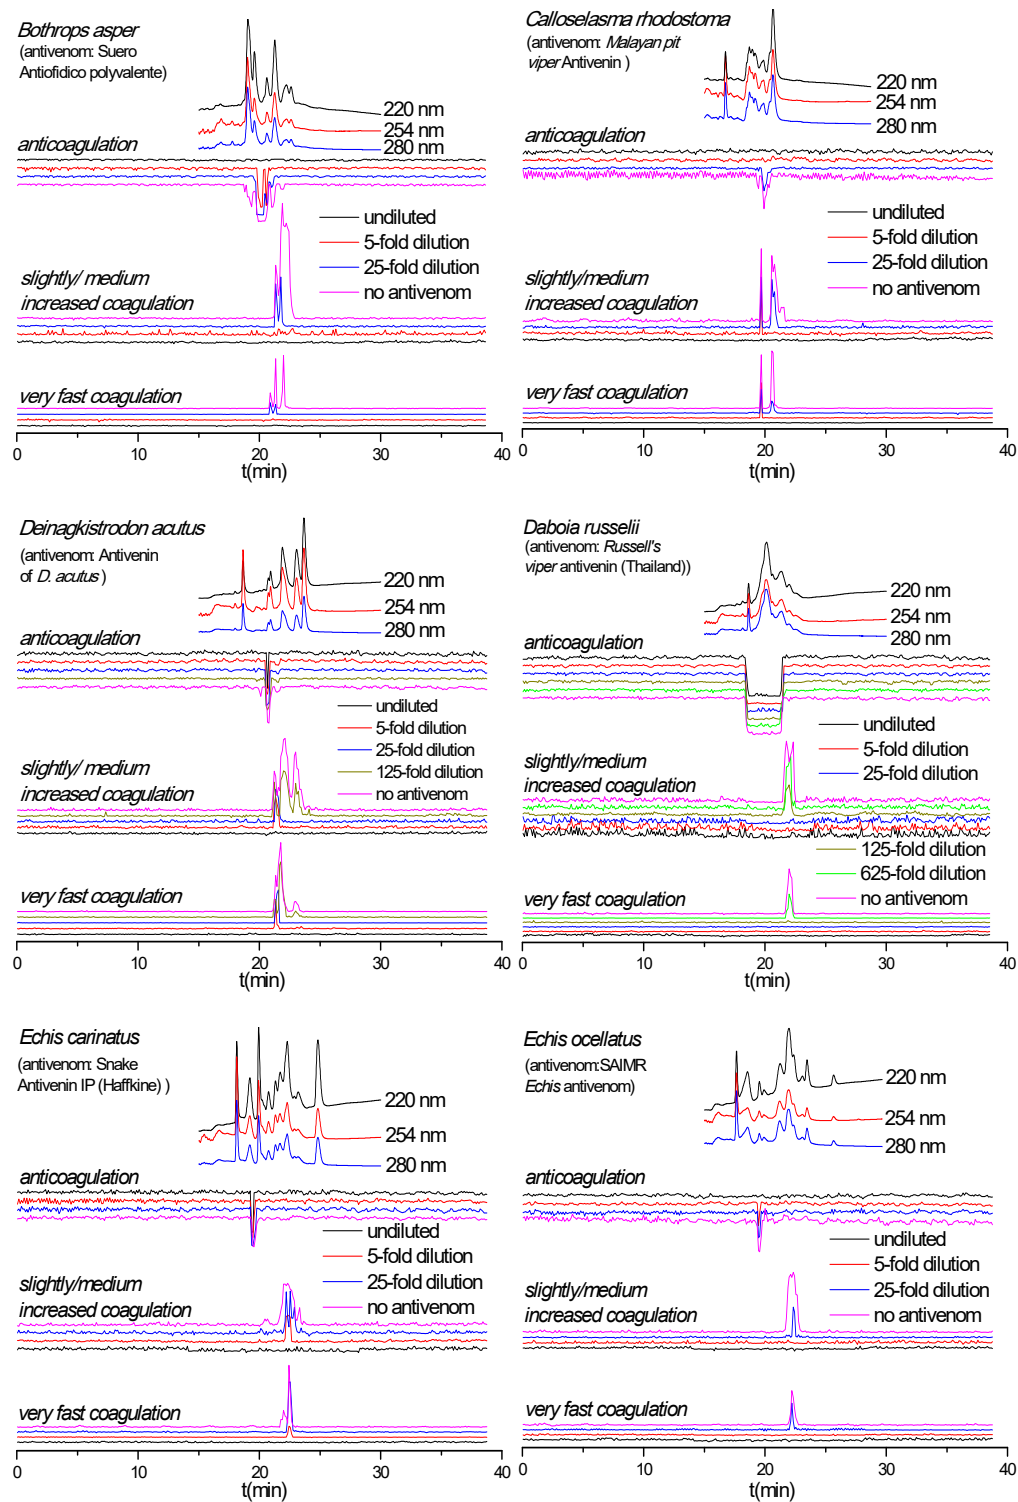 Bothrops asper
(antivenom: Suero
Antiofidico polyvalente)
220 nm
254 nm
280 nm
anticoagulation
undiluted
5-fold dilution
25-fold dilution
no antivenom
slightly/ medium
increased coagulation
very fast coagulation
0 10 20 30 40
t(min)
Calloselasma rhodostoma
(antivenom: Malayan pit
viper Antivenin )
220 nm
254 nm
280 nm
anticoagulation
undiluted
5-fold dilution
25-fold dilution
no antivenom
slightly/medium
increased coagulation
very fast coagulation
0 10 20 30 40
t(min)
Deinagkistrodon acutus
(antivenom: Antivenin
of D. acutus )
220 nm
254 nm
280 nm
anticoagulation
undiluted
5-fold dilution
25-fold dilution
125-fold dilution
no antivenom
slightly/ medium
increased coagulation
very fast coagulation
0 10 20 30 40
t(min)
Daboia russelii
(antivenom: Russell's
viper antivenin (Thailand))
220 nm
254 nm
280 nm
anticoagulation
undiluted
5-fold dilution
25-fold dilution
slightly/medium
increased coagulation
125-fold dilution
625-fold dilution
no antivenom
very fast coagulation
0 10 20 30 40
t(min)
Echis carinatus
(antivenom: Snake
Antivenin IP (Haffkine) )
220 nm
254 nm
280 nm
anticoagulation
undiluted
5-fold dilution
25-fold dilution
no antivenom
slightly/medium
increased coagulation
very fast coagulation
0 10 20 30 40
t(min)
Echis ocellatus
(antivenom:SAIMR
Echis antivenom)
220 nm
254 nm
280 nm
anticoagulation
undiluted
5-fold dilution
25-fold dilution
no antivenom
slightly/medium
increased coagulation
very fast coagulation
0 10 20 30 40
t(min)